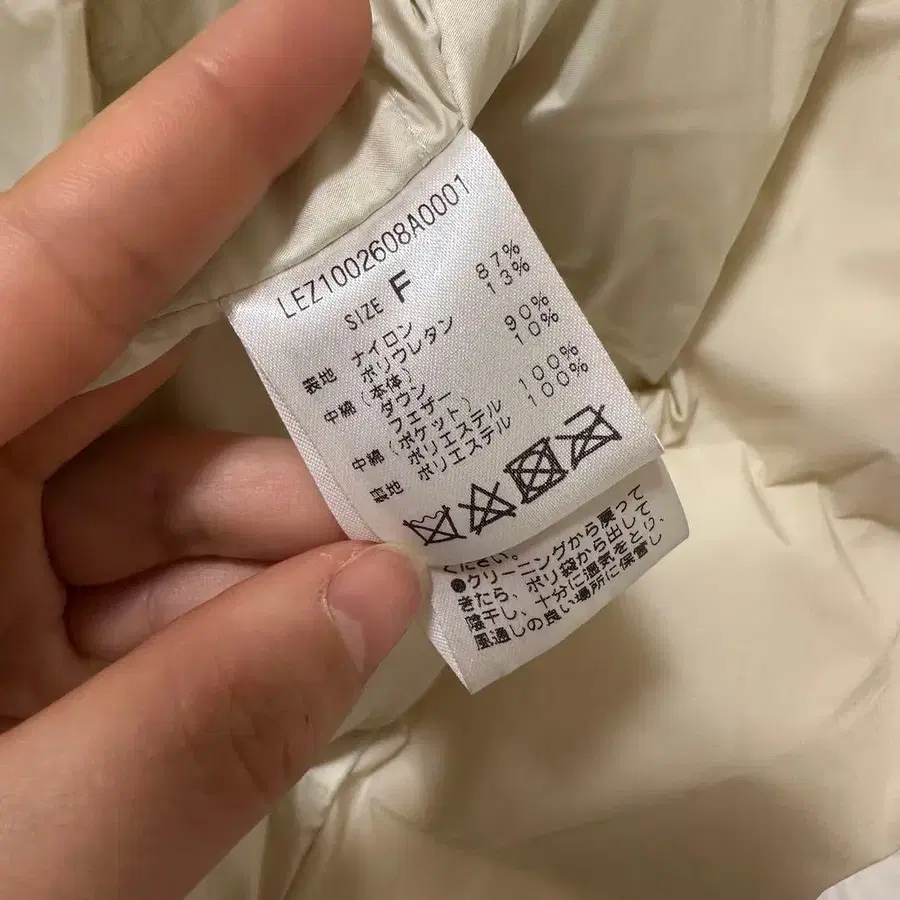 LEZ1002608A0001
SIZE F
表地 ナイロン 87%
ポリウレタン 13%
中綿 (本体)
ダウン 90%
フェザー 10%
中綿 (ポケット)
ポリエステル 100%
裏地 ポリエステル 100%
ください。
●クリーニングから戻って
きたら、ポリ袋から出して
陰干し、十分に湿気をとり、
風通しの良い場所に保管し